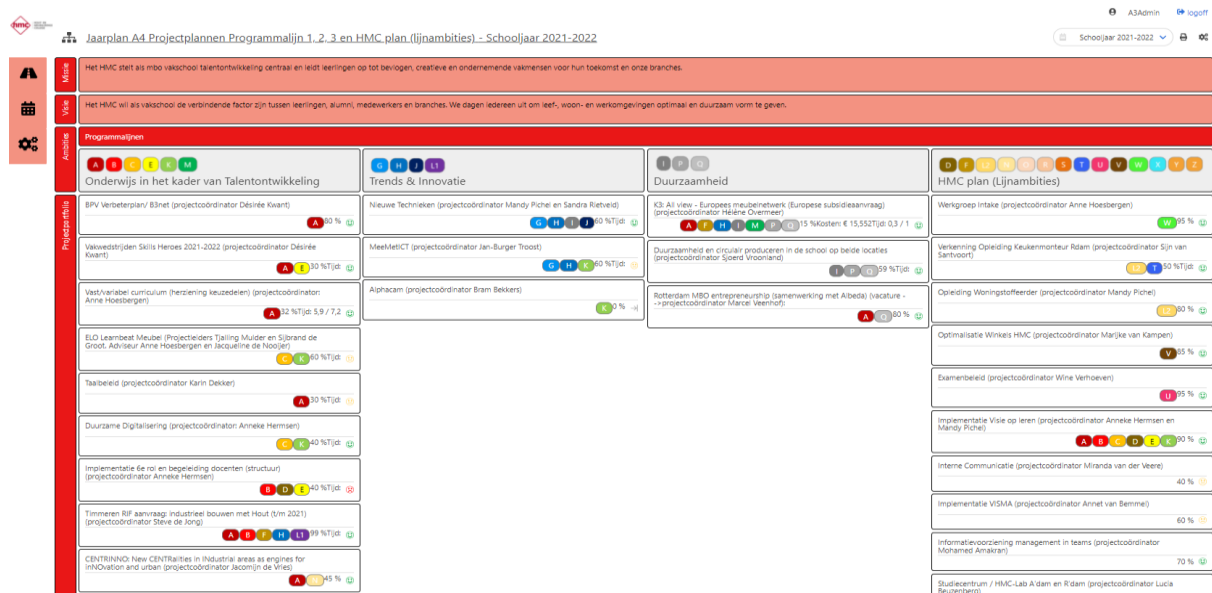 hmc
A3Admin logoff
Jaarplan A4 Projectplannen Programmalijn 1, 2, 3 en HMC plan (lijnambities) - Schooljaar 2021-2022
Schooljaar 2021-2022
Missie
Het HMC stelt als mbo vakschool talentontwikkeling centraal en leidt leerlingen op tot bevlogen, creatieve en ondernemende vakmensen voor hun toekomst en onze branches.
Visie
Het HMC wil als vakschool de verbindende factor zijn tussen leerlingen, alumni, medewerkers en branches. We dagen iedereen uit om leef-, woon- en werkomgevingen optimaal en duurzaam vorm te geven.
Ambities
Programmalijnen
A B C E K M
Onderwijs in het kader van Talentontwikkeling
G H J L1
Trends & Innovatie
I P Q
Duurzaamheid
D F L2 N O R S T U V W X Y Z
HMC plan (Lijnambities)
Projectportfolio
BPV Verbeterplan/ B3net (projectcoördinator Désirée Kwant)
A 80 %
Vakwedstrijden Skills Heroes 2021-2022 (projectcoördinator Désirée
Kwant)
A E 30 %Tijd:
Vast/variabel curriculum (herziening keuzedelen) (projectcoördinator:
Anne Hoesbergen)
A 32 %Tijd: 5,9 / 7,2
ELO Learnbeat Meubel (Projectleiders Tjalling Mulder en Sijbrand de
Groot. Adviseur Anne Hoesbergen en Jacqueline de Nooijer)
C K 60 %Tijd:
Taalbeleid (projectcoördinator Karin Dekker)
A 30 %Tijd:
Duurzame Digitalisering (projectcoördinator: Anneke Hermsen)
C K 40 %Tijd:
Implementatie 6e rol en begeleiding docenten (structuur)
(projectcoördinator Anneke Hermsen)
B D E 40 %Tijd:
Timmeren RIF aanvraag: Industrieel bouwen met Hout (t/m 2021)
(projectcoördinator Steve de Jong)
A B F H L1 99 %Tijd:
CENTRINNO: New CENTRalities in INdustrial areas as engines for
inNOvation and urban (projectcoördinator Jacomijn de Vries)
A N 45 %
Nieuwe Technieken (projectcoördinator Mandy Pichel en Sandra Rietveld)
G H I J 60 %Tijd:
MeeMetICT (projectcoördinator Jan-Burger Troost)
G H K 60 %Tijd:
Alphacam (projectcoördinator Bram Bekkers)
K 0 %
K3: All view - Europees meubelnetwerk (Europese subsidieaanvraag)
(projectcoördinator Hélène Overmeer)
A F H I M P Q 15 %Kosten: € 15,552Tijd: 0,3 / 1
Duurzaamheid en circulair produceren in de school op beide locaties
(projectcoördinator Sjoerd Vroonland)
I P Q 59 %Tijd:
Rotterdam MBO entrepreneurship (samenwerking met Albeda) (vacature -
->projectcoördinator Marcel Veenhof):
A Q 80 %
Werkgroep Intake (projectcoördinator Anne Hoesbergen)
W 95 %
Verkenning Opleiding Keukenmonteur Rdam (projectcoördinator Sijn van
Santvoort)
L2 T 50 %Tijd:
Opleiding Woningstoffeerder (projectcoördinator Mandy Pichel)
L2 80 %
Optimalisatie Winkels HMC (projectcoördinator Marijke van Kampen)
V 85 %
Examenbeleid (projectcoördinator Wine Verhoeven)
U 95 %
Implementatie Visie op leren (projectcoördinator Anneke Hermsen en
Mandy Pichel)
A B C D E K 90 %
Interne Communicatie (projectcoördinator Miranda van der Veere)
40 %
Implementatie VISMA (projectcoördinator Annet van Bemmel)
60 %
Informatievoorziening management in teams (projectcoördinator
Mohamed Amakran)
70 %
Studiecentrum / HMC-Lab A'dam en R'dam (projectcoördinator Lucia
Beuzenberg)